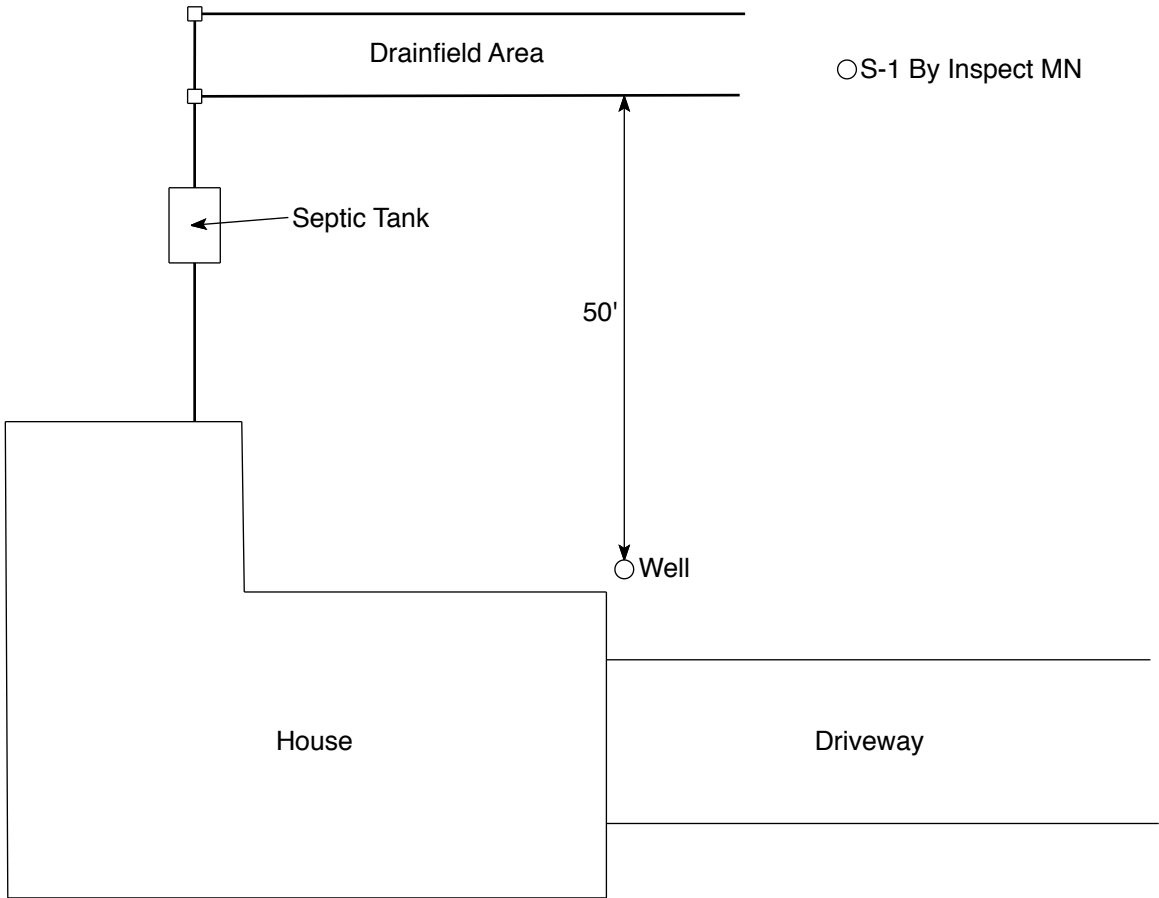 Drainfield Area
S-1 By Inspect MN
Septic Tank
50'
Well
House
Driveway